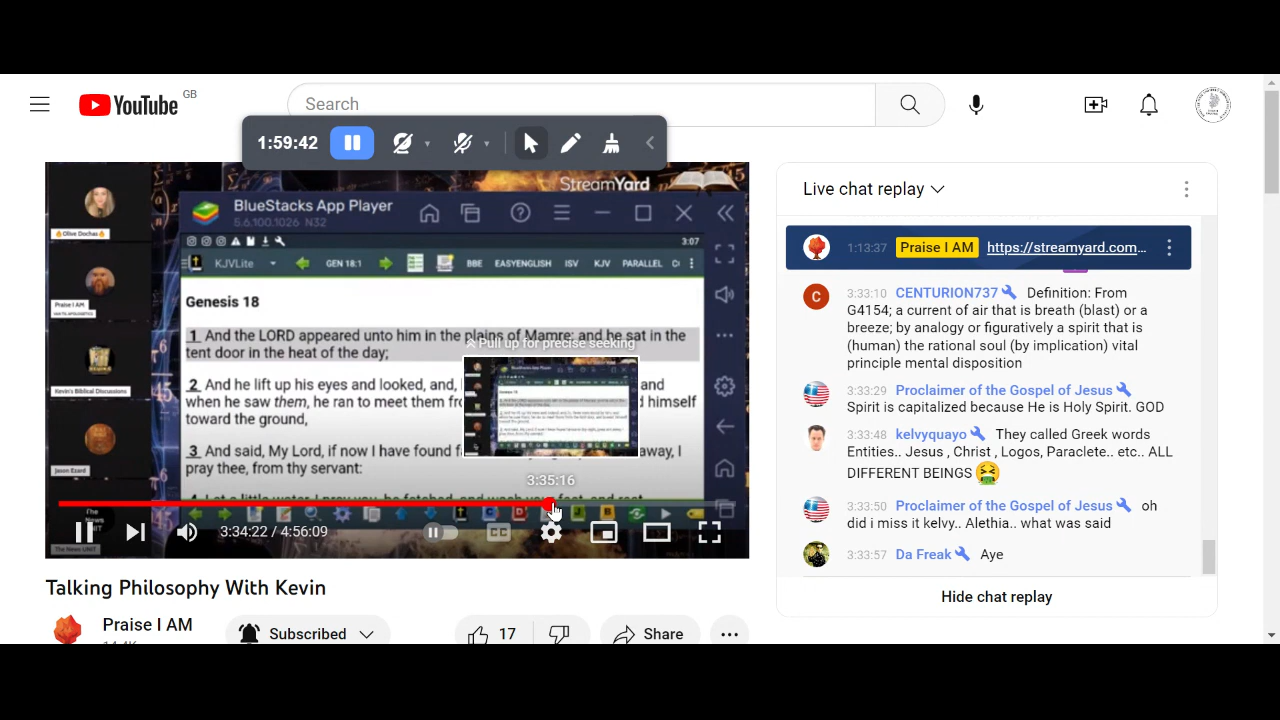 YouTube GB
Search
1:59:42
StreamYard
BlueStacks App Player
5.6.100.1026 N32
3:07
KJVLite GEN 18:1 BBE EASYENGLISH ISV KJV PARALLEL
Genesis 18
1 And the LORD appeared unto him in the plains of Mamre: and he sat in the
tent door in the heat of the day;
Pull up for precise seeking
2 And he lift up his eyes and looked, and, and
when he saw them, he ran to meet them himself
toward the ground,
3 And said, My Lord, if now I have found away, I
pray thee, from thy servant:
4 Let a little water, I pray you, be fetched, and wash your feet, and rest
Olive Dochas
Praise I AM
Kevin's Biblical Discussions
Jason Ezard
The News UNIT
The News UNIT
3:35:16
3:34:22 / 4:56:09
CC
Talking Philosophy With Kevin
Praise I AM
Subscribed
17
Share
Live chat replay
1:13:37 Praise I AM https://streamyard.com...
3:33:10 CENTURION737 Definition: From
G4154; a current of air that is breath (blast) or a
breeze; by analogy or figuratively a spirit that is
(human) the rational soul (by implication) vital
principle mental disposition
3:33:29 Proclaimer of the Gospel of Jesus
Spirit is capitalized because He is Holy Spirit. GOD
3:33:48 kelvyquayo They called Greek words
Entities.. Jesus , Christ , Logos, Paraclete.. etc.. ALL
DIFFERENT BEINGS
3:33:50 Proclaimer of the Gospel of Jesus oh
did i miss it kelvy.. Alethia.. what was said
3:33:57 Da Freak Aye
Hide chat replay